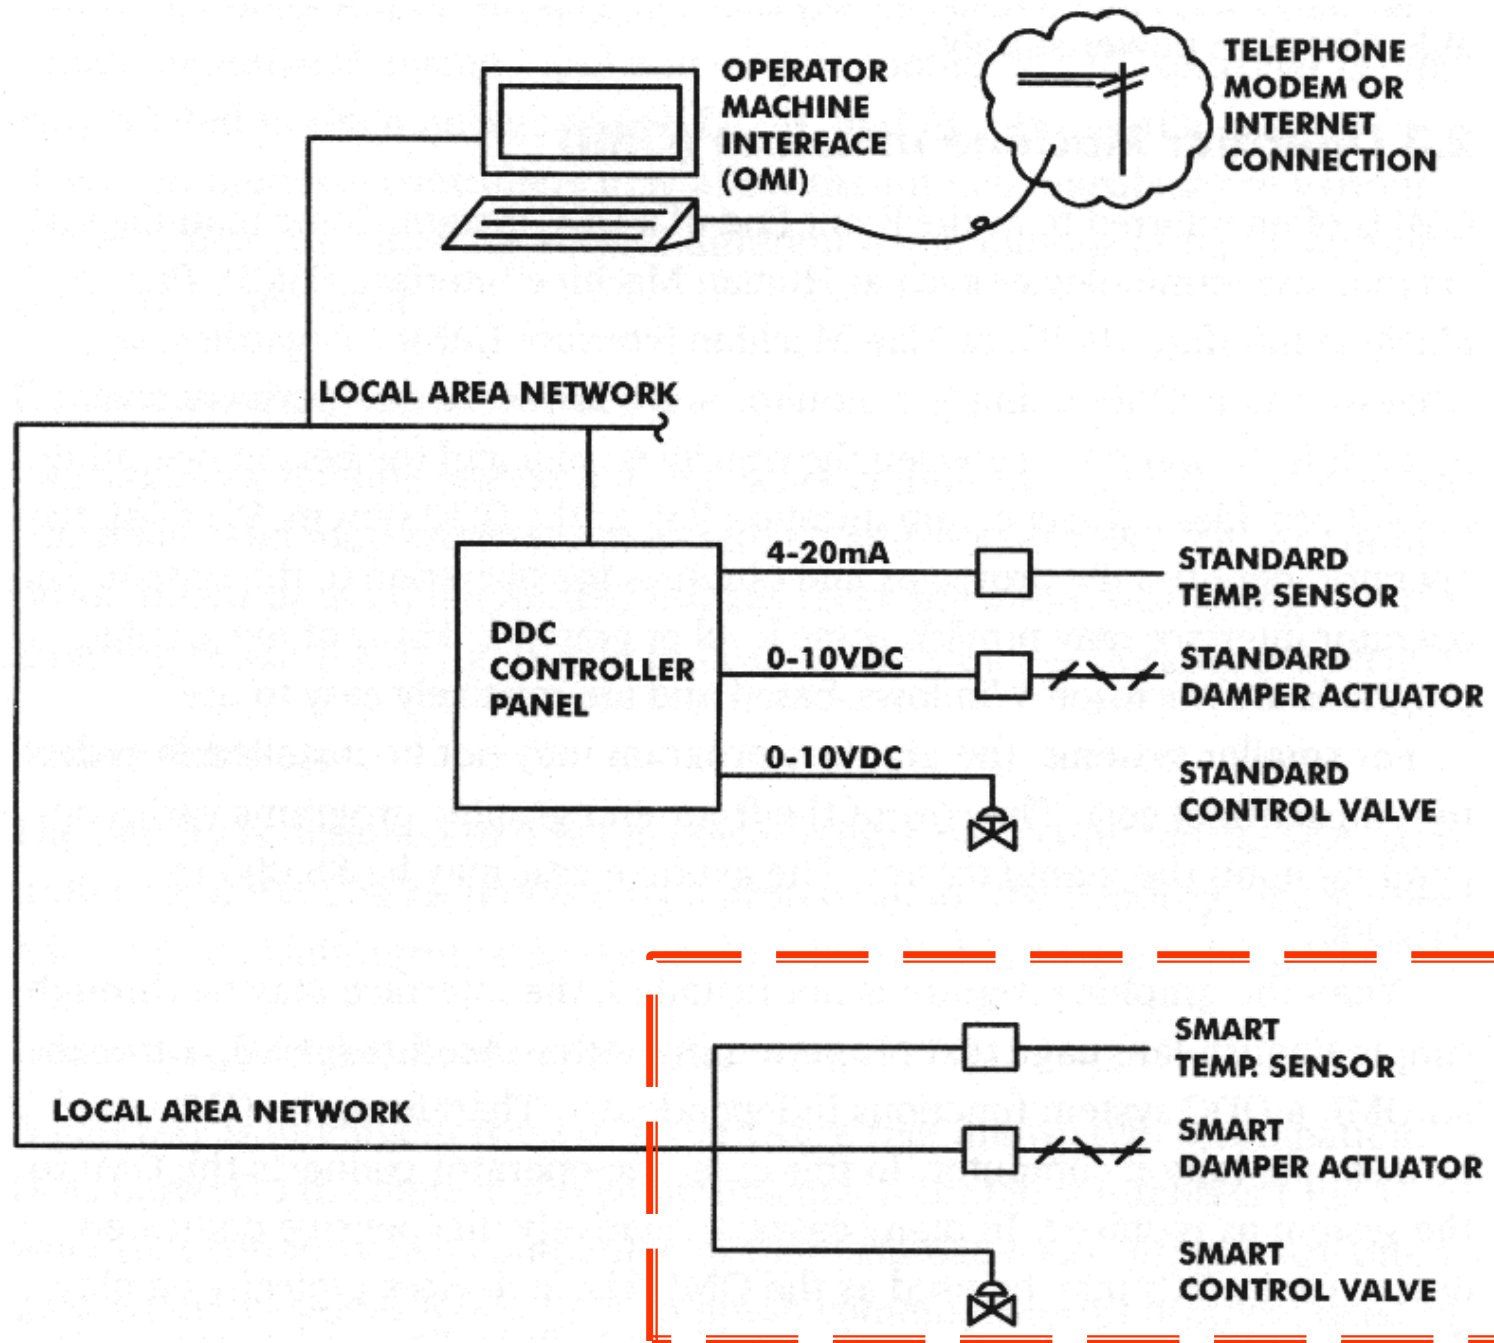 OPERATOR
MACHINE
INTERFACE
(OMI)
TELEPHONE
MODEM OR
INTERNET
CONNECTION
LOCAL AREA NETWORK
DDC
CONTROLLER
PANEL
4-20mA
STANDARD
TEMP. SENSOR
0-10VDC
STANDARD
DAMPER ACTUATOR
0-10VDC
STANDARD
CONTROL VALVE
LOCAL AREA NETWORK
SMART
TEMP. SENSOR
SMART
DAMPER ACTUATOR
SMART
CONTROL VALVE